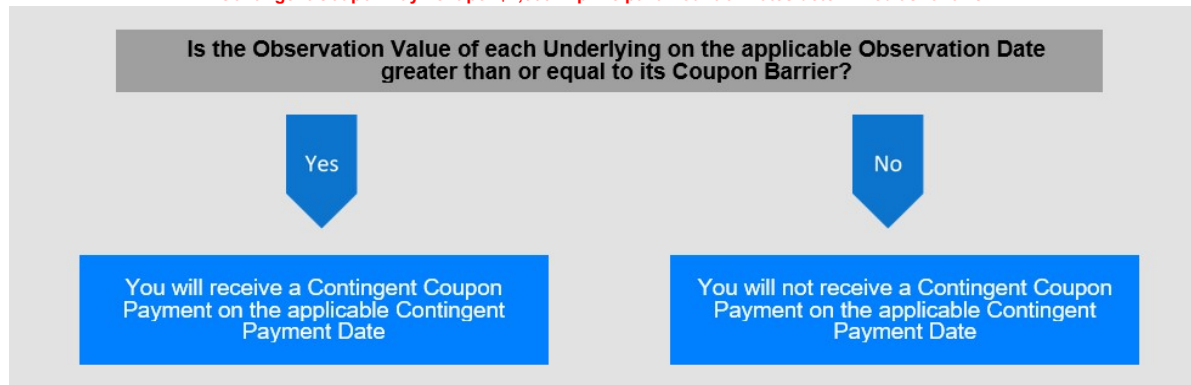 Is the Observation Value of each Underlying on the applicable Observation Date
greater than or equal to its Coupon Barrier?
Yes
No
You will receive a Contingent Coupon
Payment on the applicable Contingent
Payment Date
You will not receive a Contingent Coupon
Payment on the applicable Contingent
Payment Date